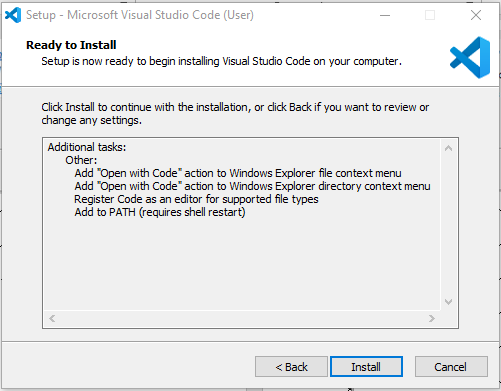 Setup - Microsoft Visual Studio Code (User)
Ready to Install
Setup is now ready to begin installing Visual Studio Code on your computer.
Click Install to continue with the installation, or click Back if you want to review or
change any settings.
Additional tasks:
Other:
Add "Open with Code" action to Windows Explorer file context menu
Add "Open with Code" action to Windows Explorer directory context menu
Register Code as an editor for supported file types
Add to PATH (requires shell restart)
< Back
Install
Cancel